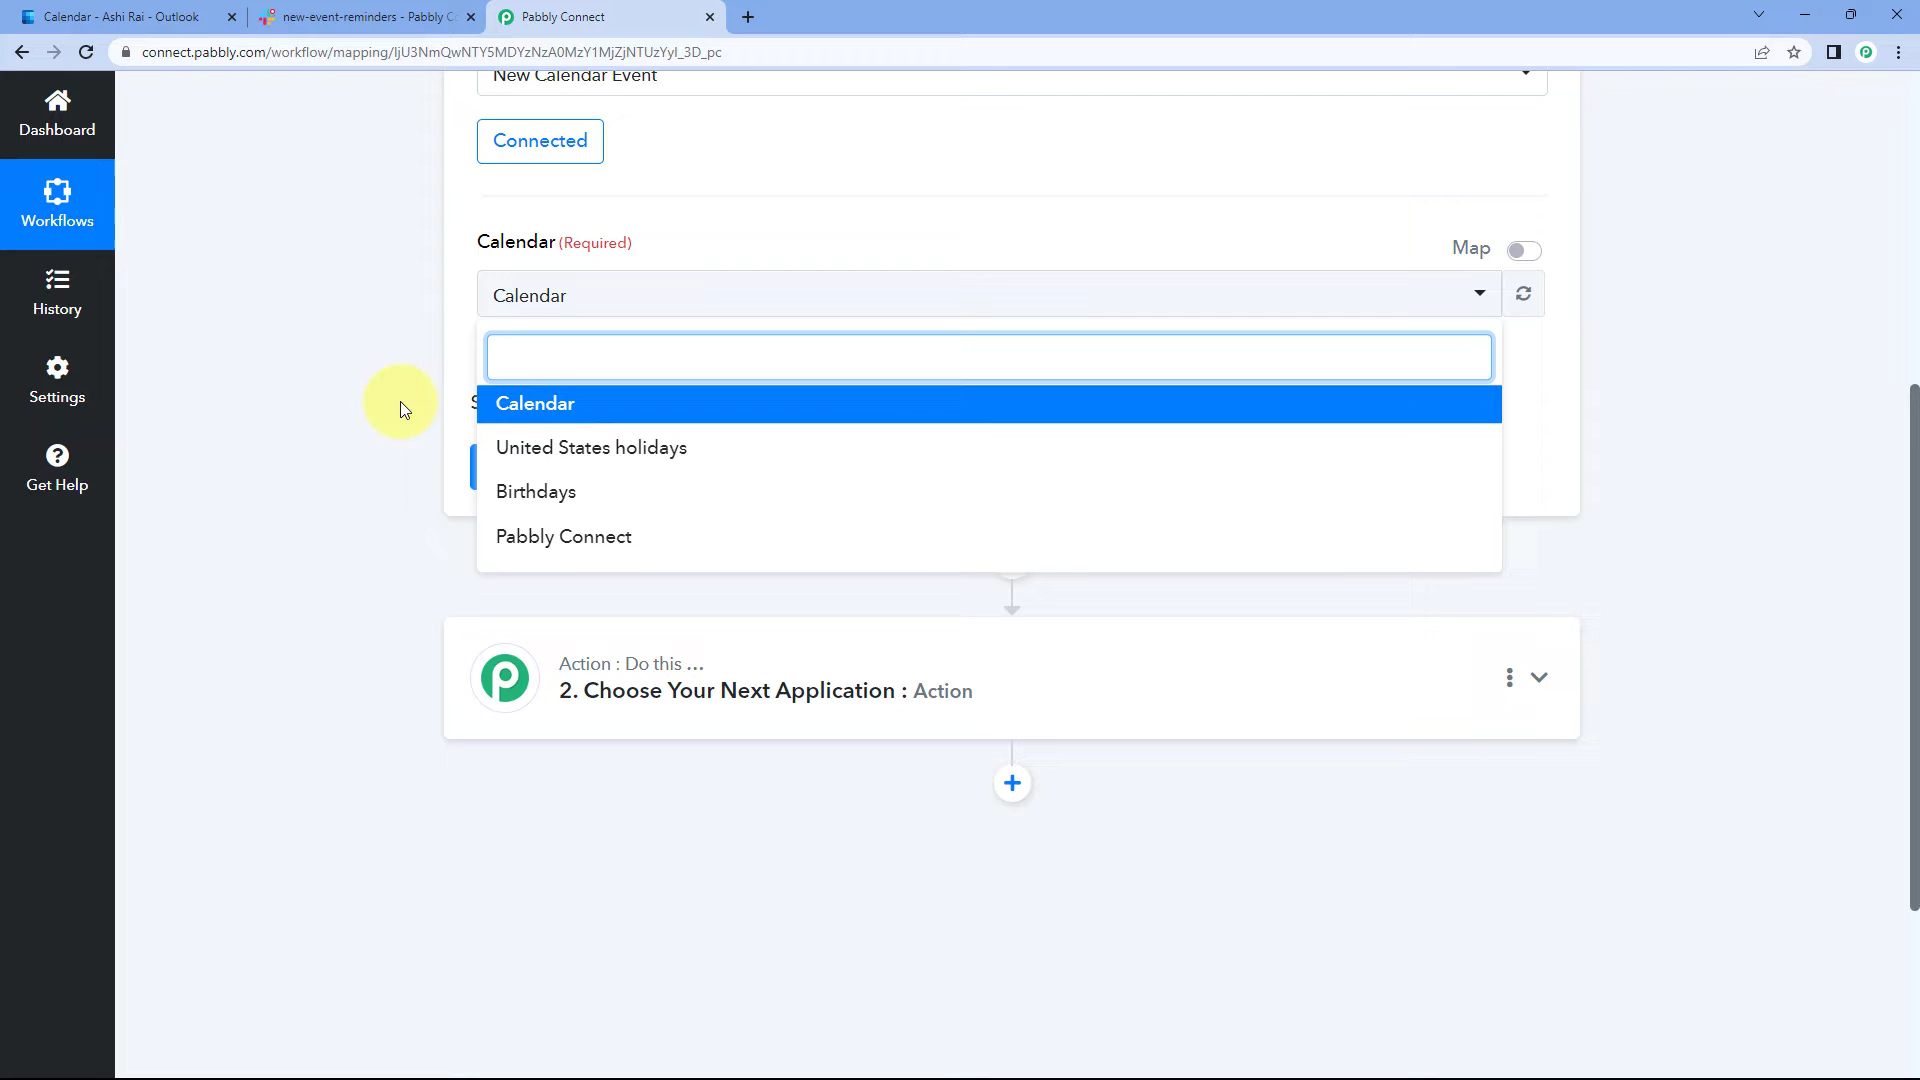 Calendar - Ashi Rai - Outlook
new-event-reminders - Pabbly C
Pabbly Connect
connect.pabbly.com/workflow/mapping/
New Calendar Event
Dashboard
Connected
Workflows
Calendar (Required)
Map
History
Calendar
Settings
Calendar
United States holidays
Get Help
Birthdays
Pabbly Connect
Action : Do this ...
2. Choose Your Next Application : Action